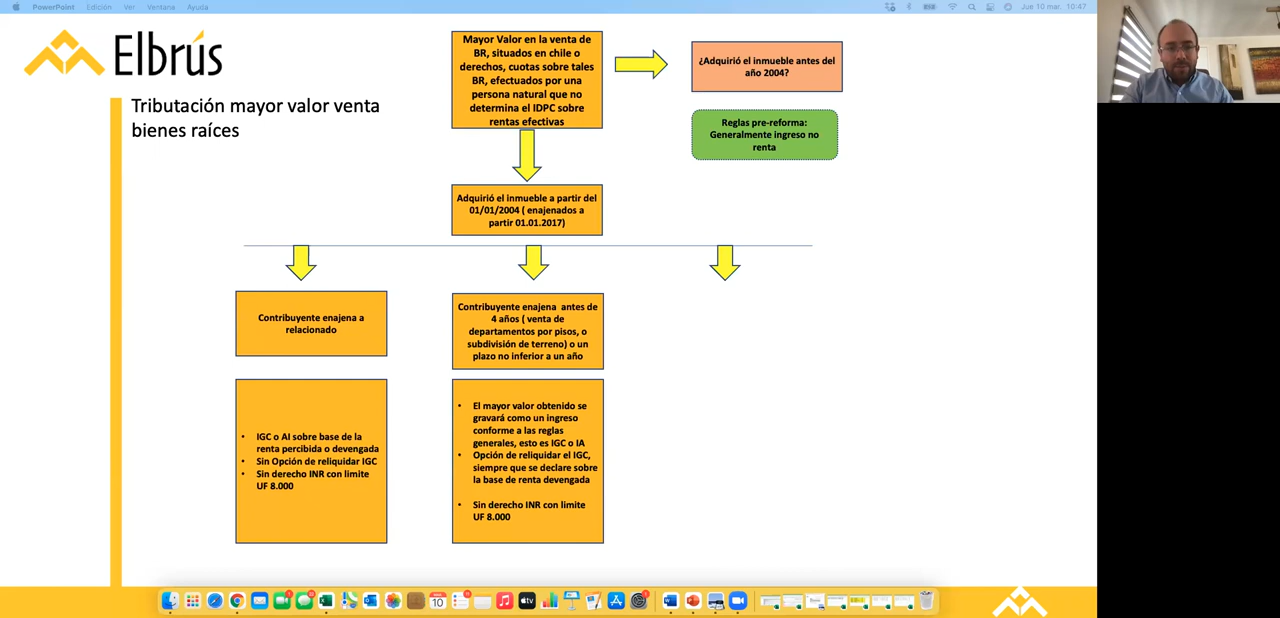 PowerPoint Edición Ver Ventana Ayuda
Jue 10 mar. 10:47
Elbrús
Tributación mayor valor venta
bienes raíces
Mayor Valor en la venta de
BR, situados en chile o
derechos, cuotas sobre tales
BR, efectuados por una
persona natural que no
determina el IDPC sobre
rentas efectivas
¿Adquirió el inmueble antes del
año 2004?
Reglas pre-reforma:
Generalmente ingreso no
renta
Adquirió el inmueble a partir del
01/01/2004 ( enajenados a
partir 01.01.2017)
Contribuyente enajena a
relacionado
Contribuyente enajena antes de
4 años ( venta de
departamentos por pisos, o
subdivisión de terreno) o un
plazo no inferior a un año
• IGC o AI sobre base de la
renta percibida o devengada
• Sin Opción de reliquidar IGC
• Sin derecho INR con limite
UF 8.000
• El mayor valor obtenido se
gravará como un ingreso
conforme a las reglas
generales, esto es IGC o IA
• Opción de reliquidar el IGC,
siempre que se declare sobre
la base de renta devengada
• Sin derecho INR con limite
UF 8.000
10
tv